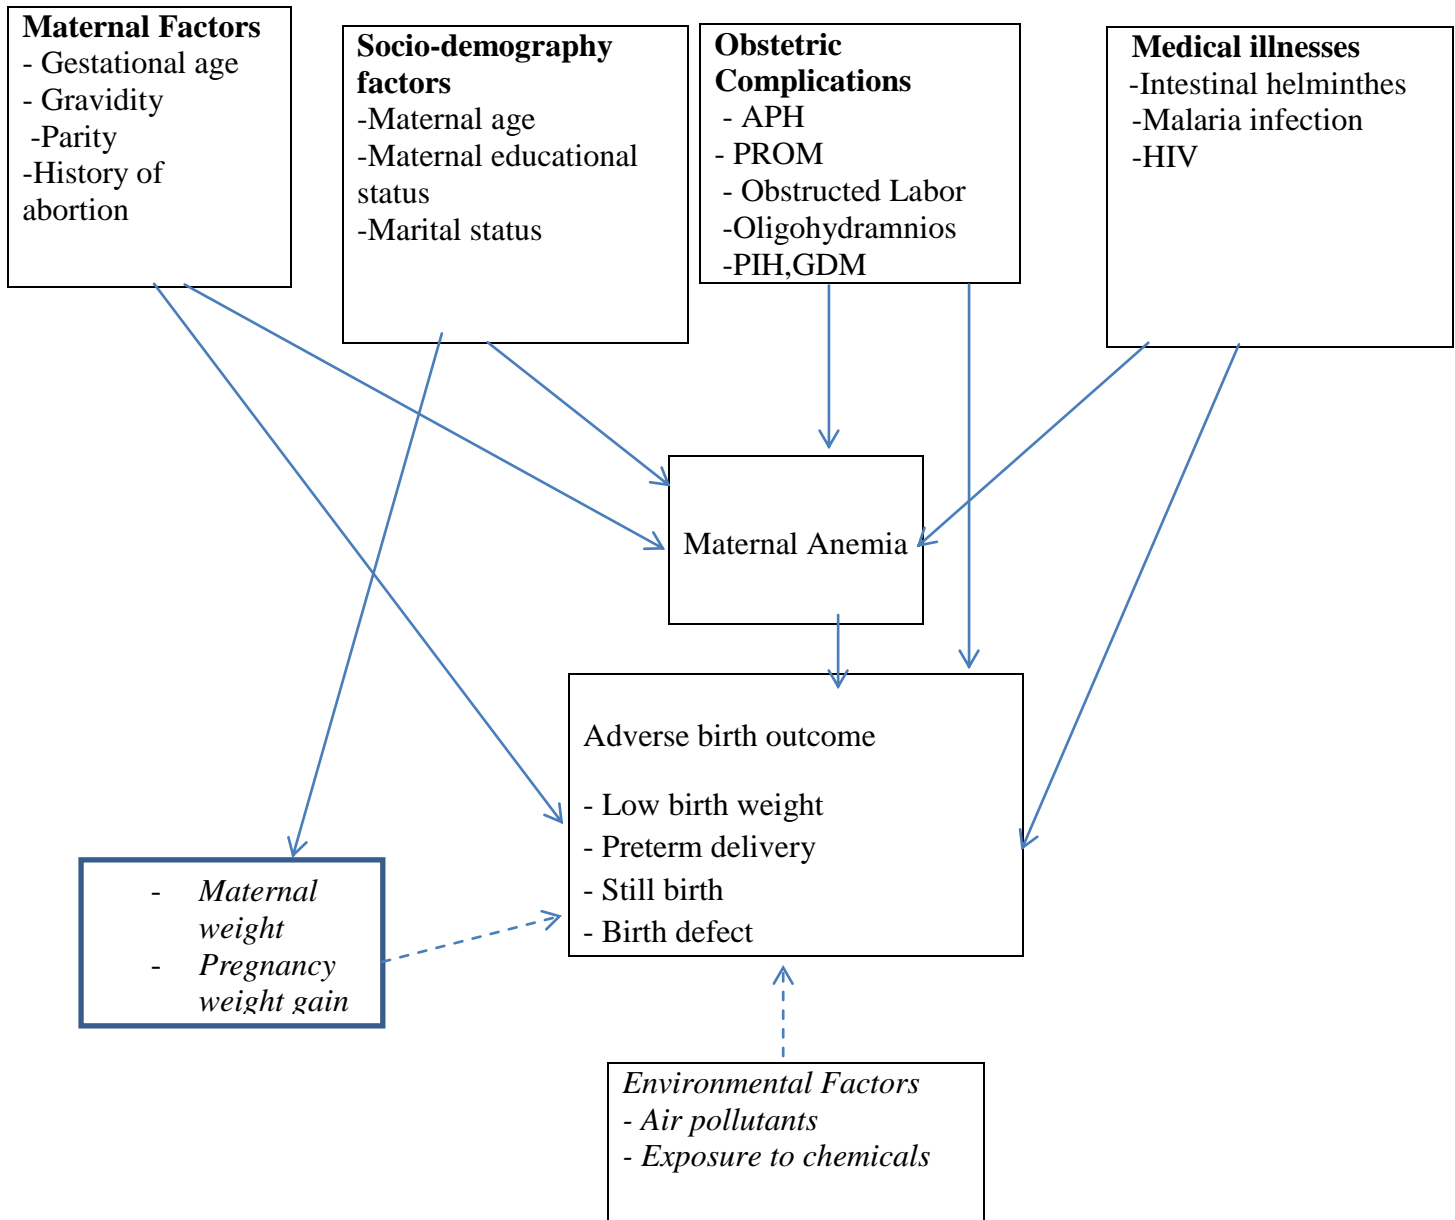 Maternal Factors
- Gestational age
- Gravidity
-Parity
-History of
abortion
Socio-demography
factors
-Maternal age
-Maternal educational
status
-Marital status
Obstetric
Complications
- APH
- PROM
- Obstructed Labor
-Oligohydramnios
-PIH,GDM
Medical illnesses
-Intestinal helminthes
-Malaria infection
-HIV
Maternal Anemia
Adverse birth outcome
- Low birth weight
- Preterm delivery
- Still birth
- Birth defect
- Maternal
weight
- Pregnancy
weight gain
Environmental Factors
- Air pollutants
- Exposure to chemicals